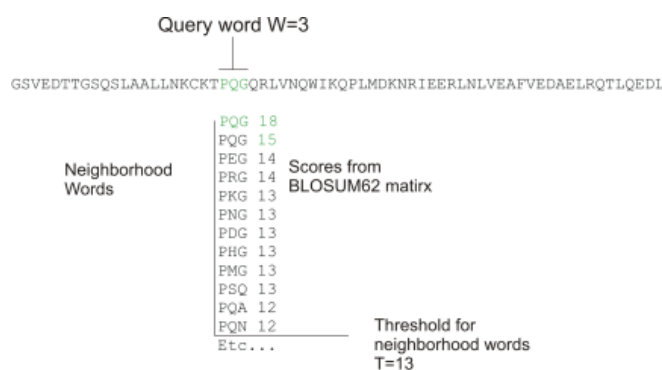 Query word W=3
GSVEDTTGSQSLAALLNKCKTPQGQRLVNQWIKQPLMDKNRIEERLNLVEAFVEDAELRQTLQEDL
PQG 18
PQG 15
PEG 14
PRG 14
PKG 13
PNG 13
PDG 13
PHG 13
PMG 13
PSQ 13
PQA 12
PQN 12
Etc...
Neighborhood
Words
Scores from
BLOSUM62 matirx
Threshold for
neighborhood words
T=13